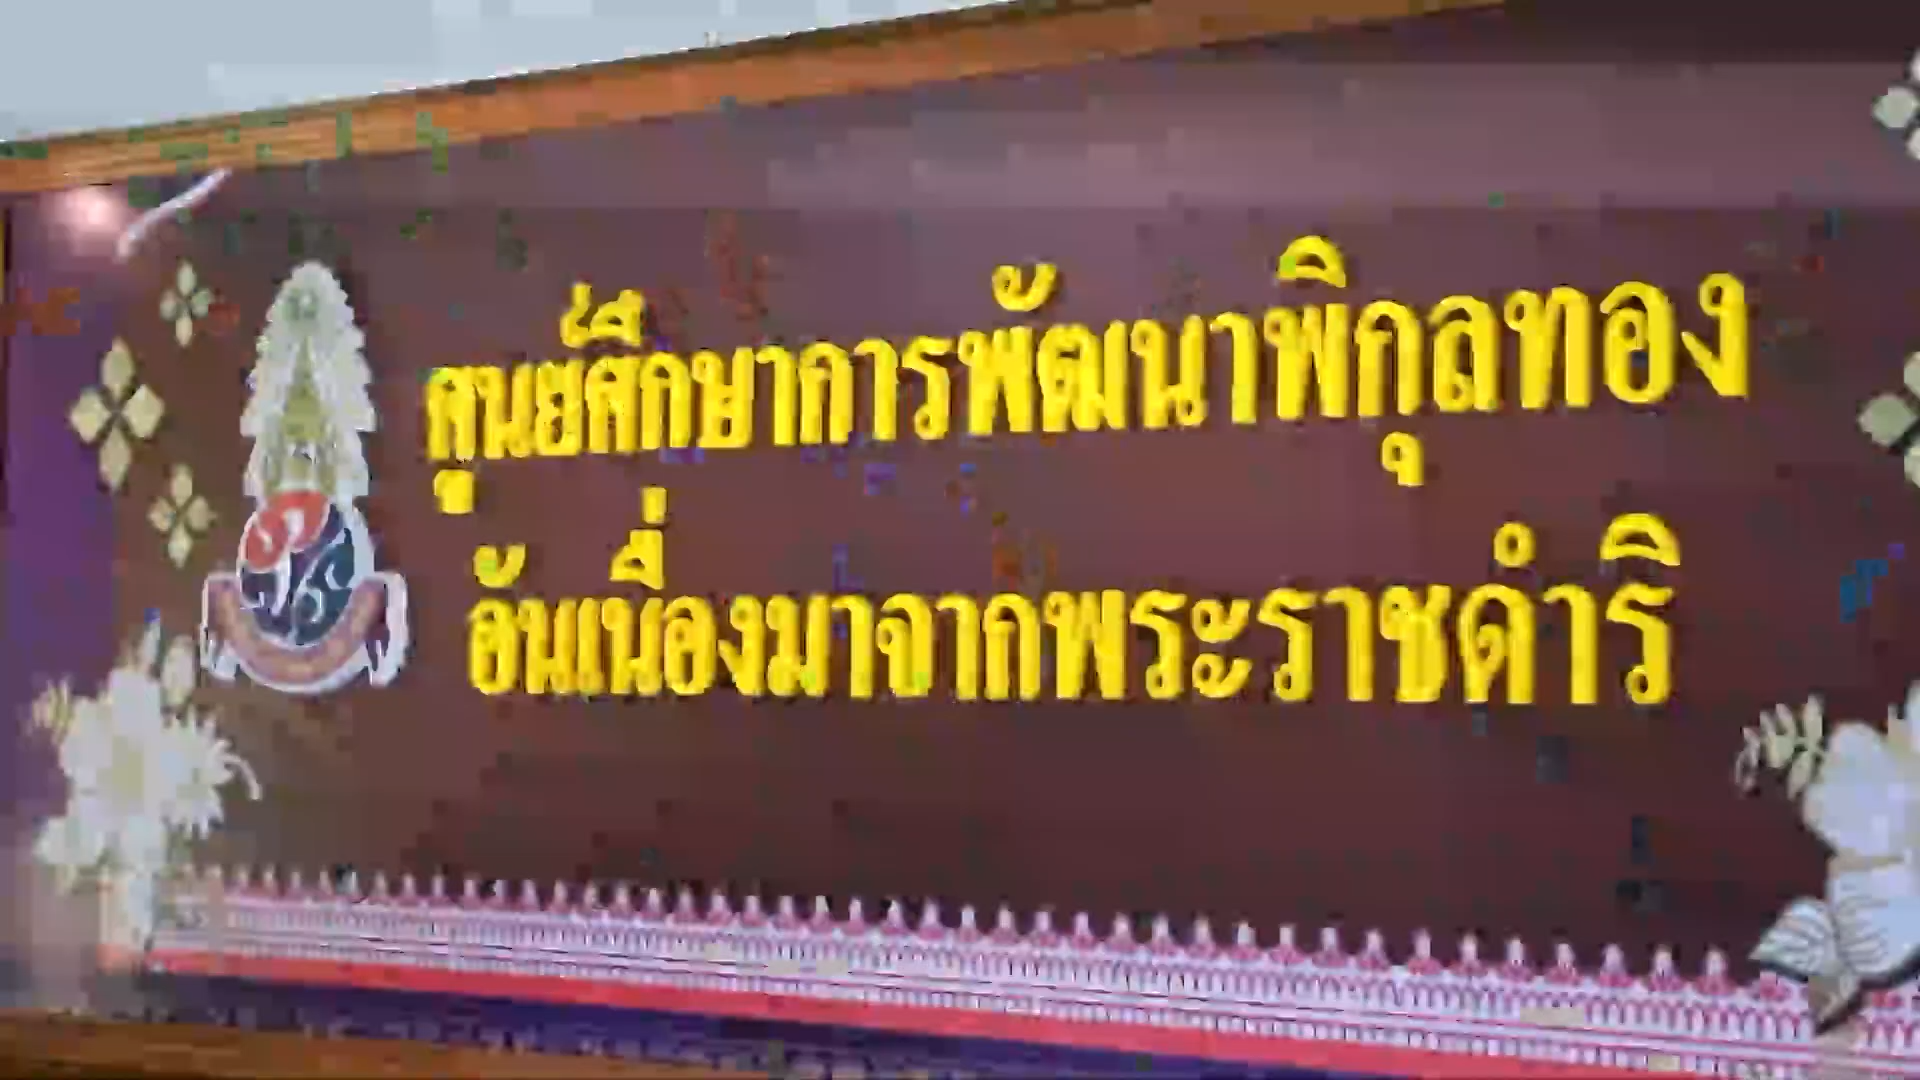 ศูนย์ศึกษาการพัฒนาพิกุลทอง
อันเนื่องมาจากพระราชดำริ